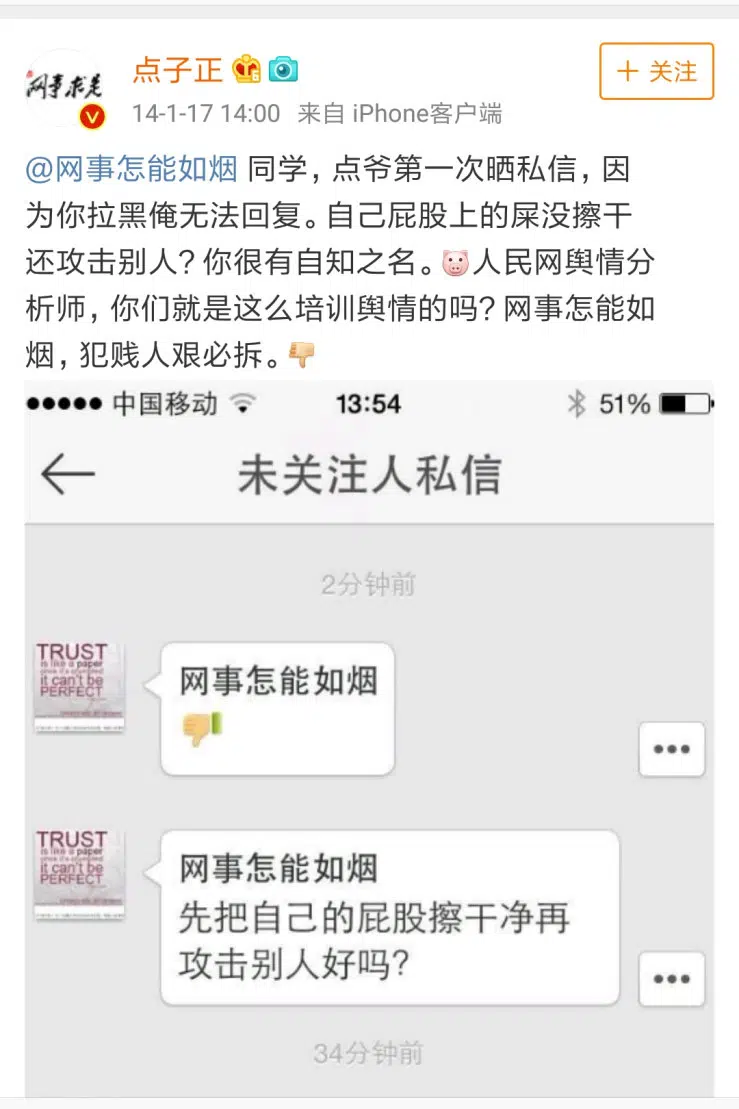 网事求是
点子正
+ 关注
14-1-17 14:00 来自 iPhone客户端
@网事怎能如烟 同学，点爷第一次晒私信，因
为你拉黑俺无法回复。自己屁股上的屎没擦干
还攻击别人？你很有自知之名。人民网舆情分
析师，你们就是这么培训舆情的吗？网事怎能如
烟，犯贱人艰必拆。
中国移动 13:54 51%
未关注人私信
2分钟前
TRUST
is like a paper
it can't be
PERFECT
网事怎能如烟
TRUST
is like a paper
it can't be
PERFECT
网事怎能如烟
先把自己的屁股擦干净再
攻击别人好吗？
34分钟前